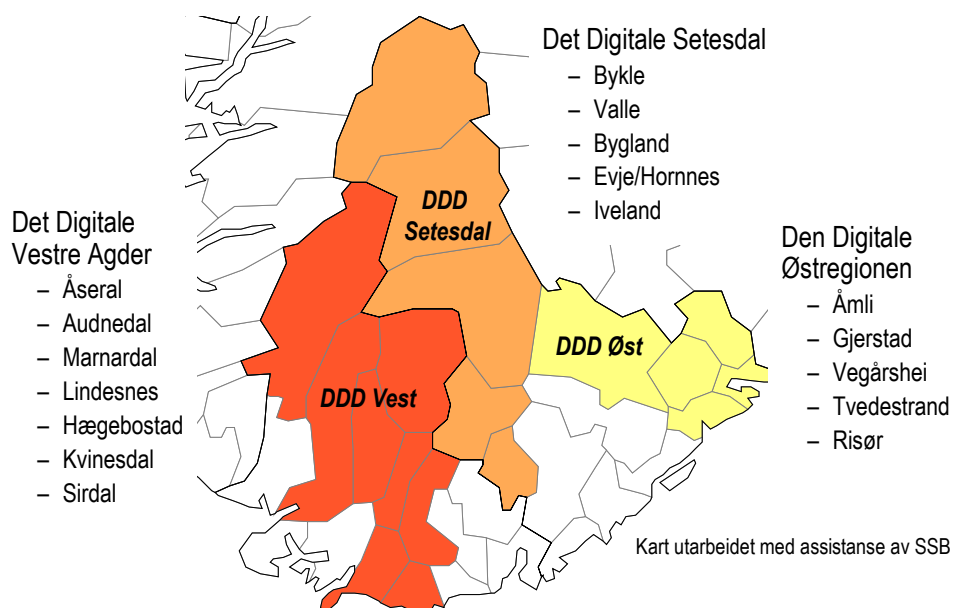 Det Digitale Setesdal
– Bykle
– Valle
– Bygland
– Evje/Hornnes
– Iveland
DDD
Setesdal
Det Digitale
Vestre Agder
– Åseral
– Audnedal
– Marnardal
– Lindesnes
– Hægebostad
– Kvinesdal
– Sirdal
DDD Vest
DDD Øst
Den Digitale
Østregionen
– Åmli
– Gjerstad
– Vegårshei
– Tvedestrand
– Risør
Kart utarbeidet med assistanse av SSB